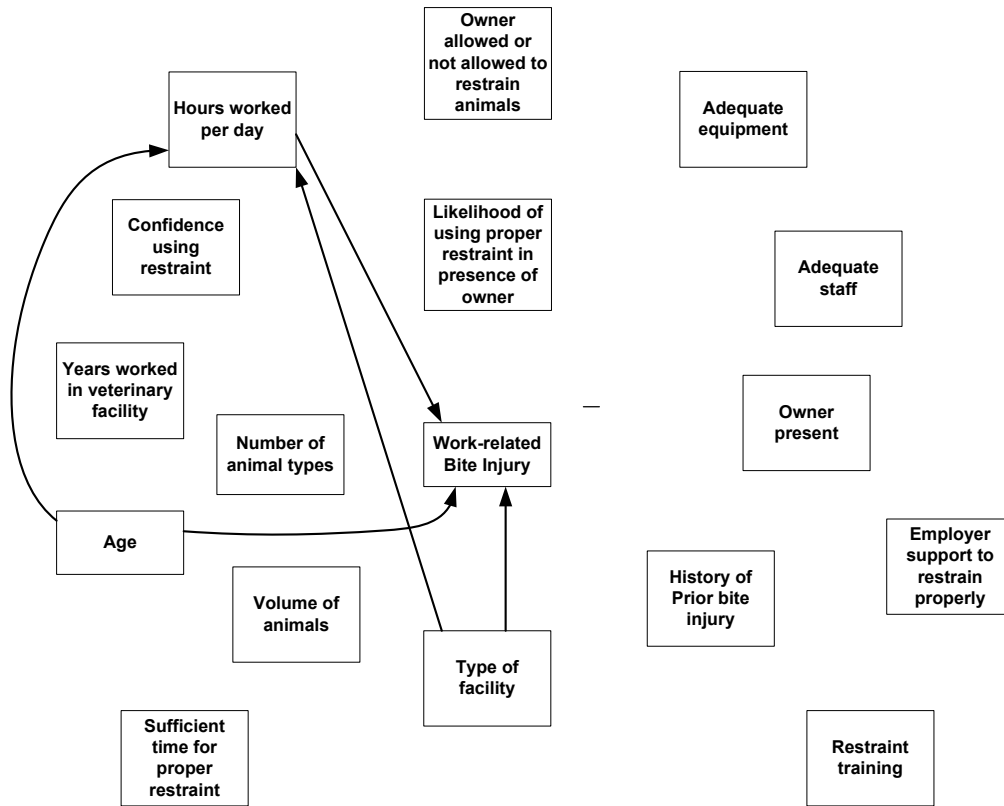 Owner
allowed or
not allowed to
restrain
animals
Hours worked
per day
Adequate
equipment
Confidence
using
restraint
Likelihood of
using proper
restraint in
presence of
owner
Adequate
staff
Years worked
in veterinary
facility
Owner
present
Number of
animal types
Work-related
Bite Injury
Age
Employer
support to
restrain
properly
History of
Prior bite
injury
Volume of
animals
Type of
facility
Sufficient
time for
proper
restraint
Restraint
training